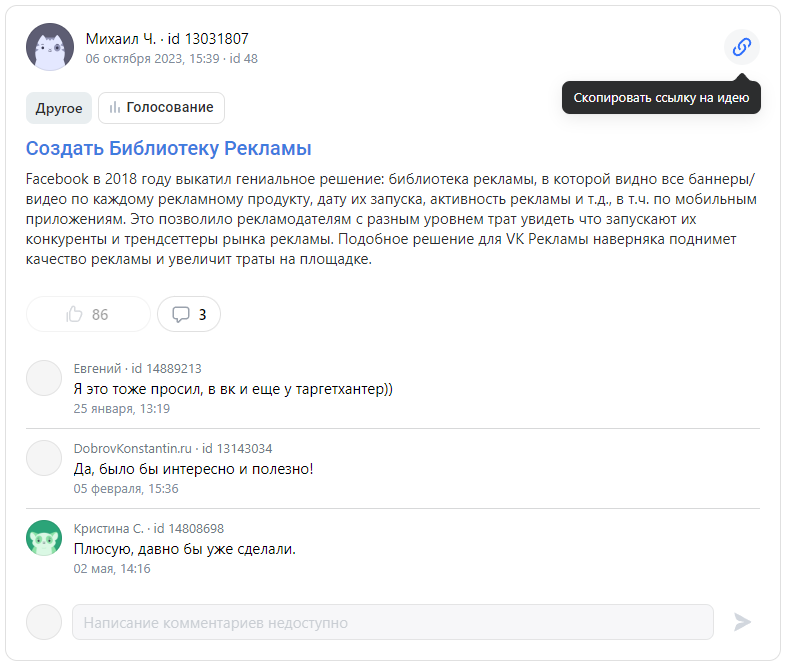 Михаил Ч. · id 13031807
06 октября 2023, 15:39 · id 48
Скопировать ссылку на идею
Другое
Голосование
Создать Библиотеку Рекламы
Facebook в 2018 году выкатил гениальное решение: библиотека рекламы, в которой видно все баннеры/
видео по каждому рекламному продукту, дату их запуска, активность рекламы и т.д., в т.ч. по мобильным
приложениям. Это позволило рекламодателям с разным уровнем трат увидеть что запускают их
конкуренты и трендсеттеры рынка рекламы. Подобное решение для VK Рекламы наверняка поднимет
качество рекламы и увеличит траты на площадке.
86
3
Евгений · id 14889213
Я это тоже просил, в вк и еще у таргетхантер))
25 января, 13:19
DobrovKonstantin.ru · id 13143034
Да, было бы интересно и полезно!
05 февраля, 15:36
Кристина С. · id 14808698
Плюсую, давно бы уже сделали.
02 мая, 14:16
Написание комментариев недоступно